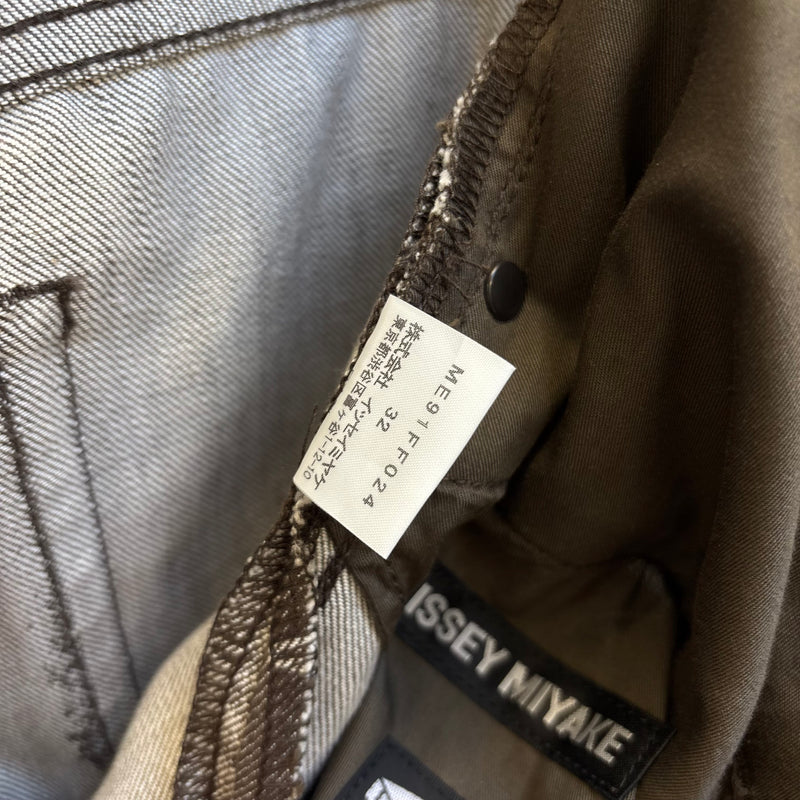 ME91FF024
32
株式会社 イッセイミヤケ
東京都渋谷区富ヶ谷1-12-10
ISSEY MIYAKE